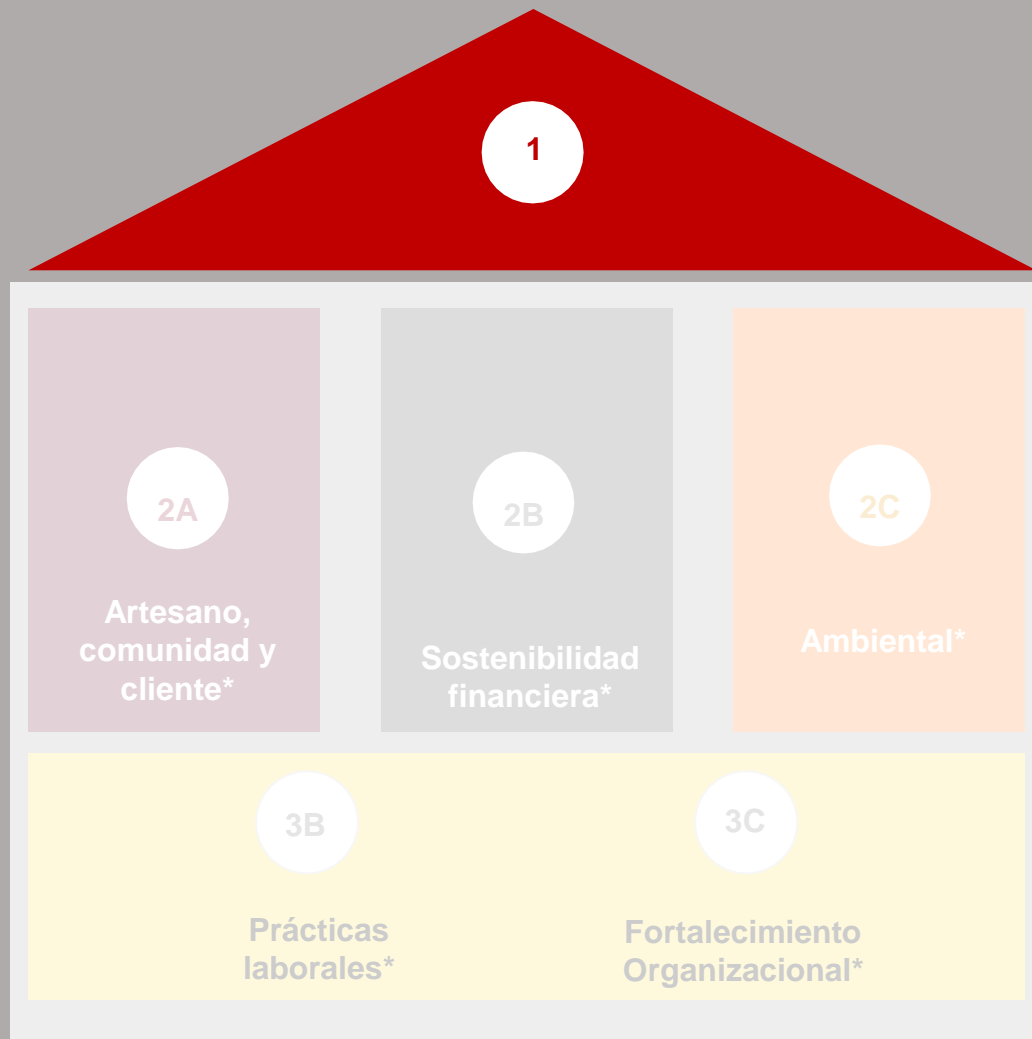 1
2A
Artesano,
comunidad y
cliente*
2B
Sostenibilidad
financiera*
2C
Ambiental*
3B
Prácticas
laborales*
3C
Fortalecimiento
Organizacional*